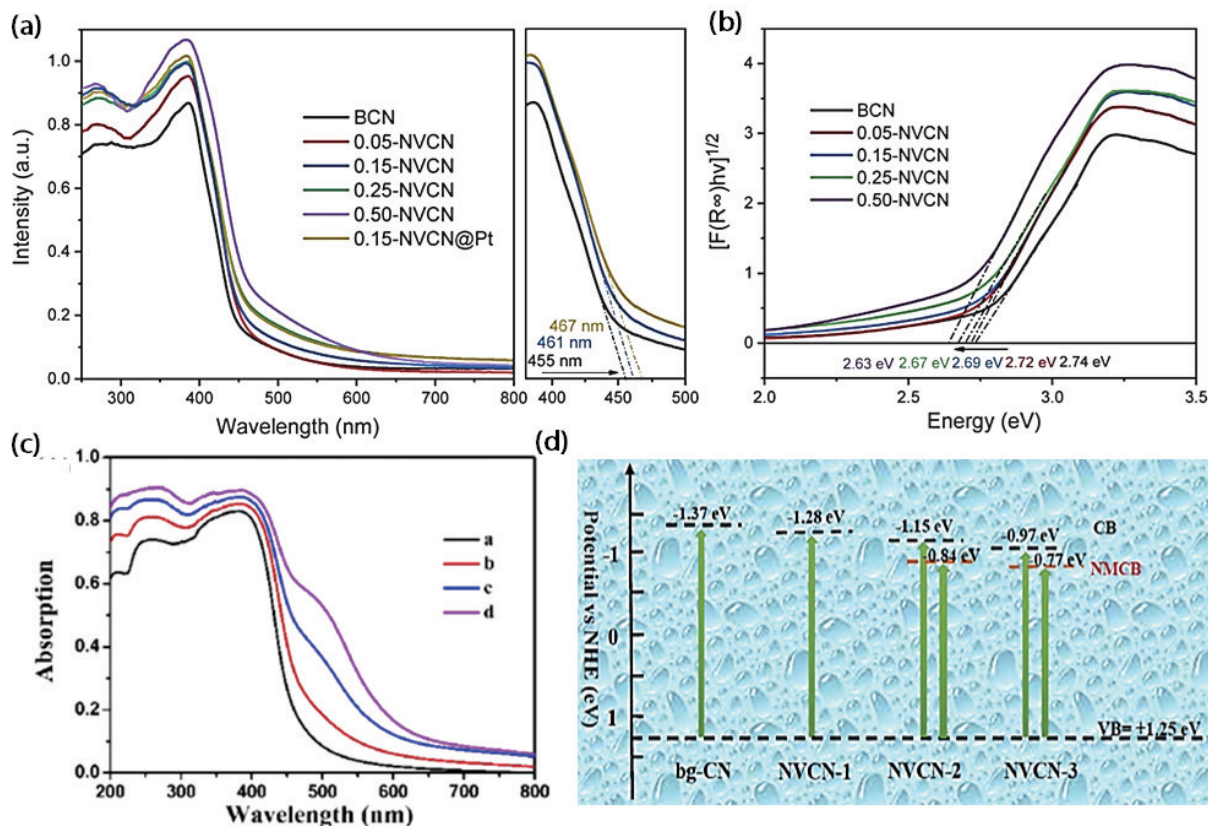 (a)
Intensity (a.u.)
1.0
0.8
0.6
0.4
0.2
0.0
BCN
0.05-NVCN
0.15-NVCN
0.25-NVCN
0.50-NVCN
0.15-NVCN@Pt
300 400 500 600 700 800
Wavelength (nm)
467 nm
461 nm
455 nm
400 450 500
(b)
[F(R∞)hv]1/2
4
3
2
1
0
BCN
0.05-NVCN
0.15-NVCN
0.25-NVCN
0.50-NVCN
2.63 eV 2.67 eV 2.69 eV 2.72 eV 2.74 eV
2.0 2.5 3.0 3.5
Energy (eV)
(c)
Absorption
1.0
0.8
0.6
0.4
0.2
0.0
a
b
c
d
200 300 400 500 600 700 800
Wavelength (nm)
(d)
Potential vs NHE (eV)
-1
0
1
-1.37 eV
-1.28 eV
-1.15 eV
-0.84 eV
-0.97 eV
-0.77 eV
CB
NMCB
VB= +1.25 eV
bg-CN NVCN-1 NVCN-2 NVCN-3